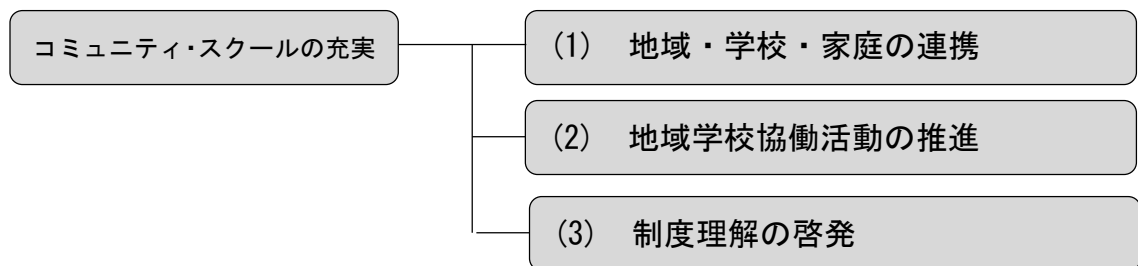 コミュニティ・スクールの充実
(1)　地域・学校・家庭の連携
(2)　地域学校協働活動の推進
(3)　制度理解の啓発